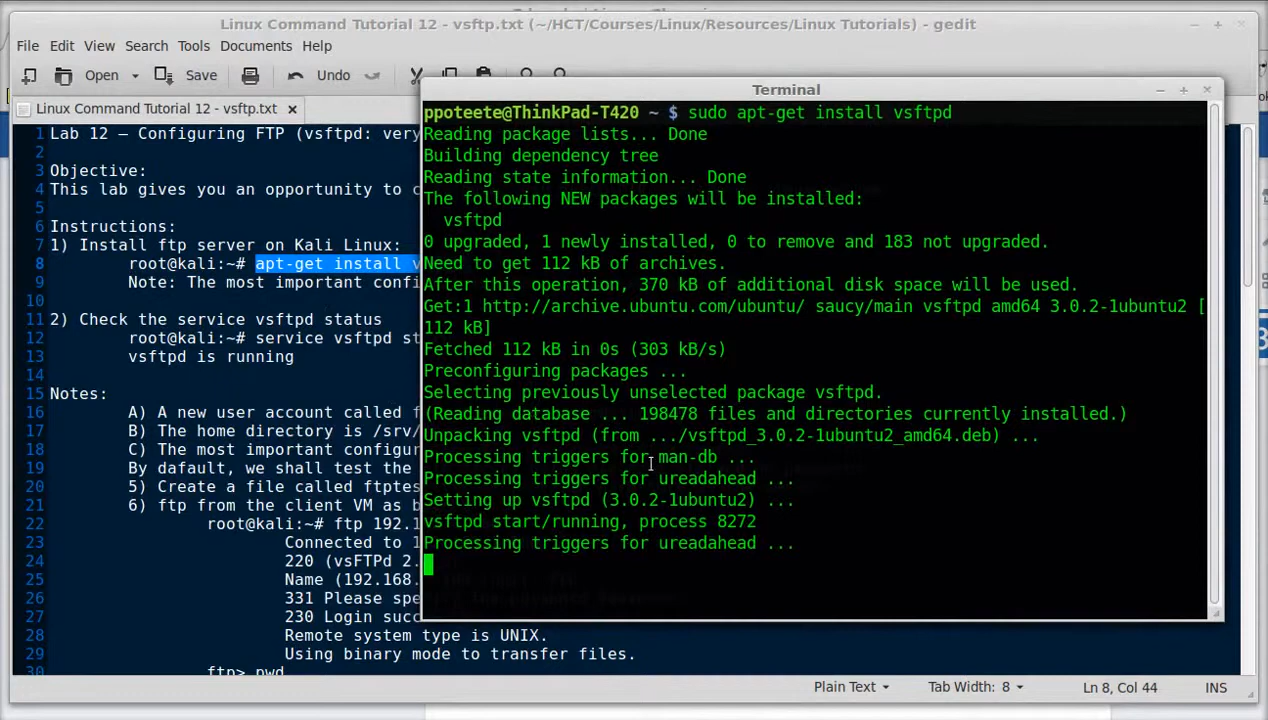 Linux Command Tutorial 12 - vsftp.txt (~/HCT/Courses/Linux/Resources/Linux Tutorials) - gedit
File Edit View Search Tools Documents Help
Open Save Undo
Linux Command Tutorial 12 - vsftp.txt
1 Lab 12 – Configuring FTP (vsftpd: very
2
3 Objective:
4 This lab gives you an opportunity to
5
6 Instructions:
7 1) Install ftp server on Kali Linux:
8 root@kali:~# apt-get install
9 Note: The most important
10
11 2) Check the service vsftpd status
12 root@kali:~# service vsftpd
13 vsftpd is running
14
15 Notes:
16 A) A new user account called
17 B) The home directory is /srv/
18 C) The most important
19 By dafault, we shall test the
20 5) Create a file called
21 6) ftp from the client VM as
22 root@kali:~# ftp 192.1
23 Connected to
24 220 (vsFTPd 2.
25 Name (192.168.
26 331 Please
27 230 Login
28 Remote system type is UNIX.
29 Using binary mode to transfer files.
30 ftp> pwd
Terminal
ppoteete@ThinkPad-T420 ~ $ sudo apt-get install vsftpd
Reading package lists... Done
Building dependency tree
Reading state information... Done
The following NEW packages will be installed:
vsftpd
0 upgraded, 1 newly installed, 0 to remove and 183 not upgraded.
Need to get 112 kB of archives.
After this operation, 370 kB of additional disk space will be used.
Get:1 http://archive.ubuntu.com/ubuntu/ saucy/main vsftpd amd64 3.0.2-1ubuntu2 [
112 kB]
Fetched 112 kB in 0s (303 kB/s)
Preconfiguring packages ...
Selecting previously unselected package vsftpd.
(Reading database ... 198478 files and directories currently installed.)
Unpacking vsftpd (from .../vsftpd_3.0.2-1ubuntu2_amd64.deb) ...
Processing triggers for man-db ...
Processing triggers for ureadahead ...
Setting up vsftpd (3.0.2-1ubuntu2) ...
vsftpd start/running, process 8272
Processing triggers for ureadahead ...
Plain Text Tab Width: 8 Ln 8, Col 44 INS